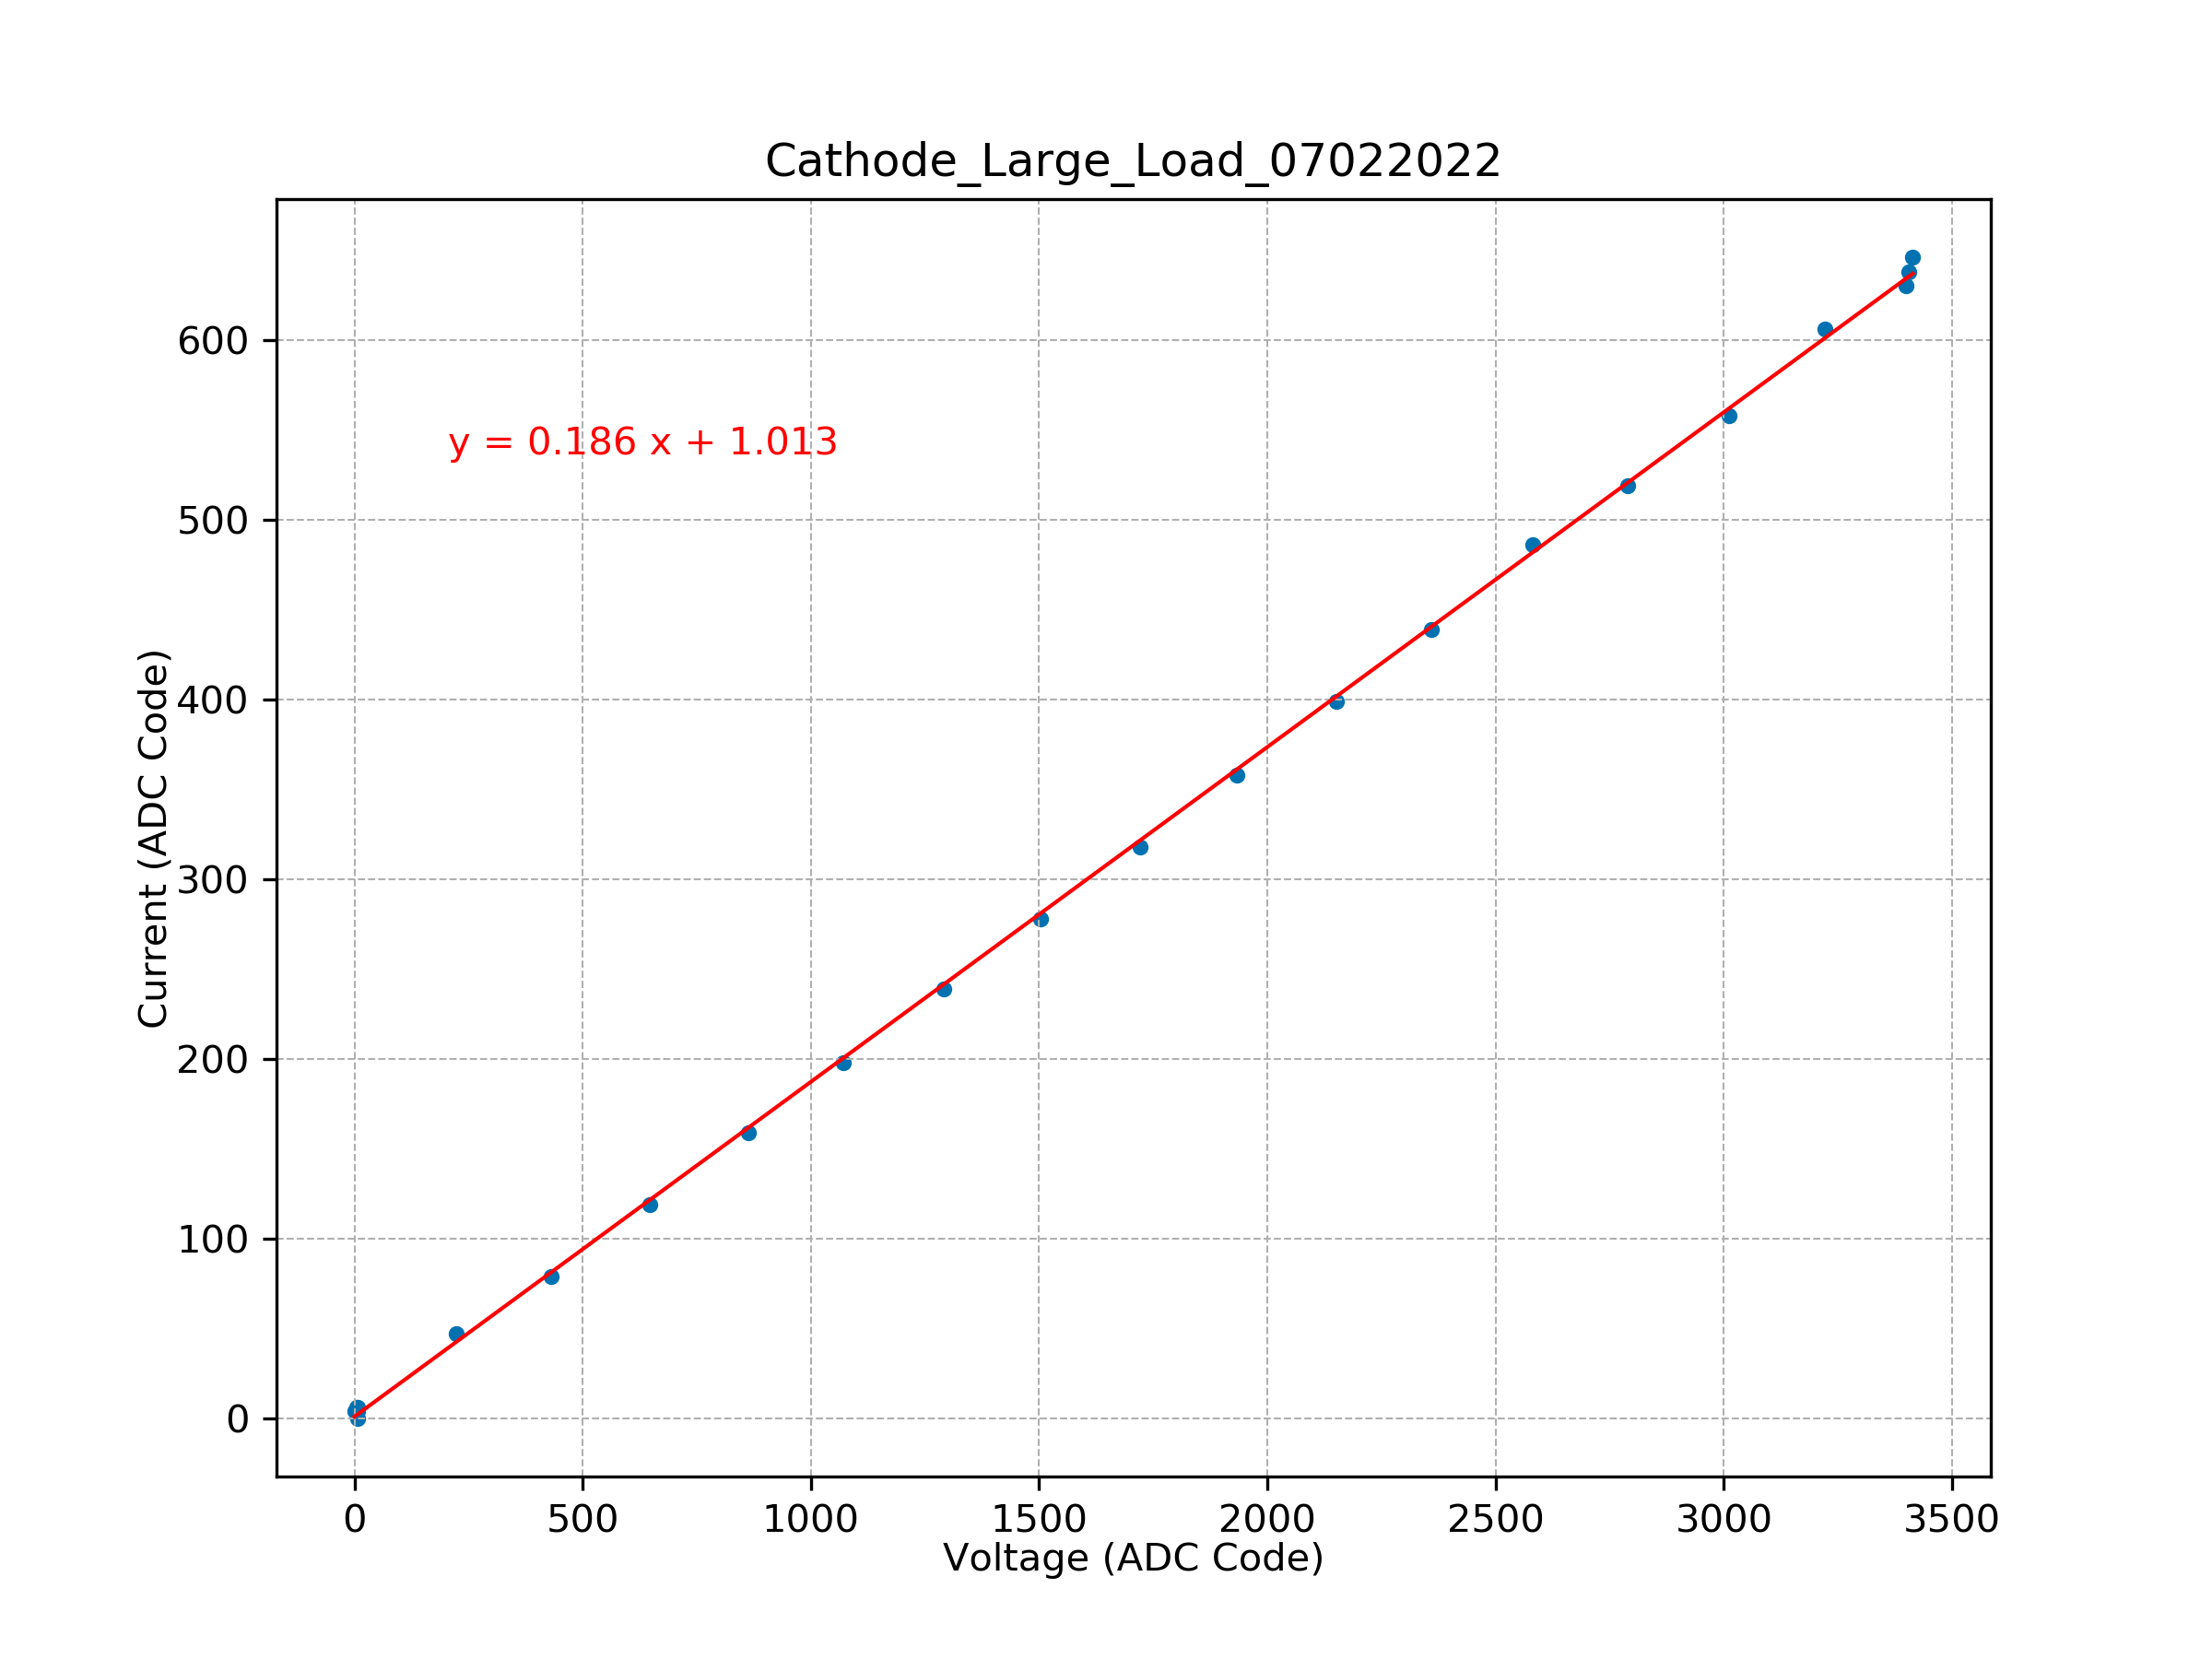 Cathode_Large_Load_07022022
600
500
400
300
200
100
0
y = 0.186 x + 1.013
Current (ADC Code)
0 500 1000 1500 2000 2500 3000 3500
Voltage (ADC Code)